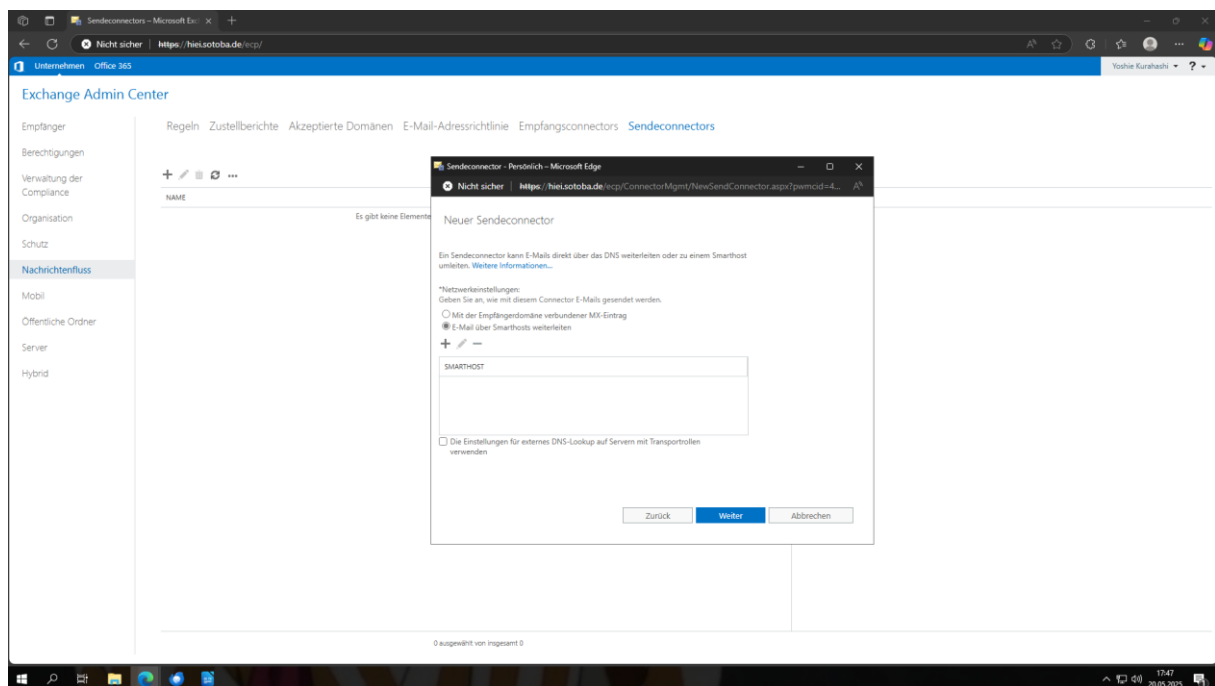 Sendeconnectors – Microsoft Exc
Nicht sicher https://hiei.sotoba.de/ecp/
Unternehmen Office 365 Yoshie Kurahashi ?
Exchange Admin Center
Empfänger
Berechtigungen
Verwaltung der
Compliance
Organisation
Schutz
Nachrichtenfluss
Mobil
Öffentliche Ordner
Server
Hybrid
Regeln Zustellberichte Akzeptierte Domänen E-Mail-Adressrichtlinie Empfangsconnectors Sendeconnectors
NAME
Es gibt keine Elemente
Sendeconnector - Persönlich – Microsoft Edge
Nicht sicher https://hiei.sotoba.de/ecp/ConnectorMgmt/NewSendConnector.aspx?pwmcid=4...
Neuer Sendeconnector
Ein Sendeconnector kann E-Mails direkt über das DNS weiterleiten oder zu einem Smarthost
umleiten. Weitere Informationen...
*Netzwerkeinstellungen:
Geben Sie an, wie mit diesem Connector E-Mails gesendet werden.
Mit der Empfängerdomäne verbundener MX-Eintrag
E-Mail über Smarthosts weiterleiten
SMARTHOST
Die Einstellungen für externes DNS-Lookup auf Servern mit Transportrollen
verwenden
Zurück Weiter Abbrechen
0 ausgewählt von insgesamt 0
17:47
20.05.2025